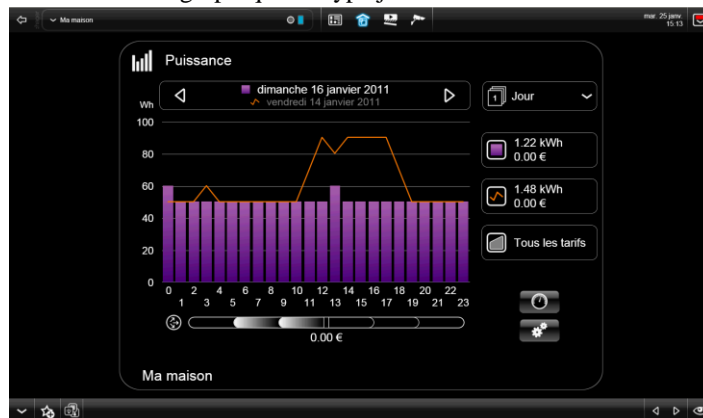 Ma maison
mar. 25 janv.
15:13
Puissance
dimanche 16 janvier 2011
vendredi 14 janvier 2011
1 Jour
Wh
100
80
60
40
20
0
1.22 kWh
0.00 €
1.48 kWh
0.00 €
Tous les tarifs
0 2 4 6 8 10 12 14 16 18 20 22
1 3 5 7 9 11 13 15 17 19 21 23
0.00 €
Ma maison